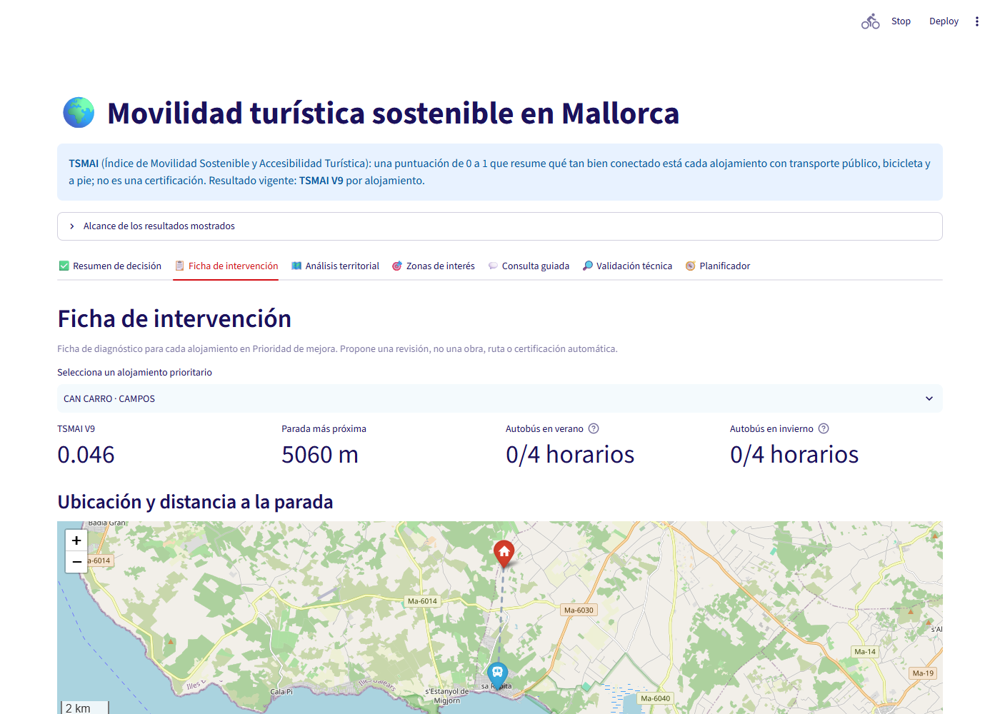 Stop
Deploy
Movilidad turística sostenible en Mallorca
TSMAI (Índice de Movilidad Sostenible y Accesibilidad Turística): una puntuación de 0 a 1 que resume qué tan bien conectado está cada alojamiento con transporte público, bicicleta y
a pie; no es una certificación. Resultado vigente: TSMAI V9 por alojamiento.
Alcance de los resultados mostrados
Resumen de decisión
Ficha de intervención
Análisis territorial
Zonas de interés
Consulta guiada
Validación técnica
Planificador
Ficha de intervención
Ficha de diagnóstico para cada alojamiento en Prioridad de mejora. Propone una revisión, no una obra, ruta o certificación automática.
Selecciona un alojamiento prioritario
CAN CARRO · CAMPOS
TSMAI V9
Parada más próxima
Autobús en verano
Autobús en invierno
0.046
5060 m
0/4 horarios
0/4 horarios
Ubicación y distancia a la parada
Badia Gran
+
−
a-6014
Ma-6014
Ma-6030
s'Al
Ma-14
Ma-19
Illes Balears
Cala Pi
s'Estanyol de
Migjorn
Ma-6040
2 km